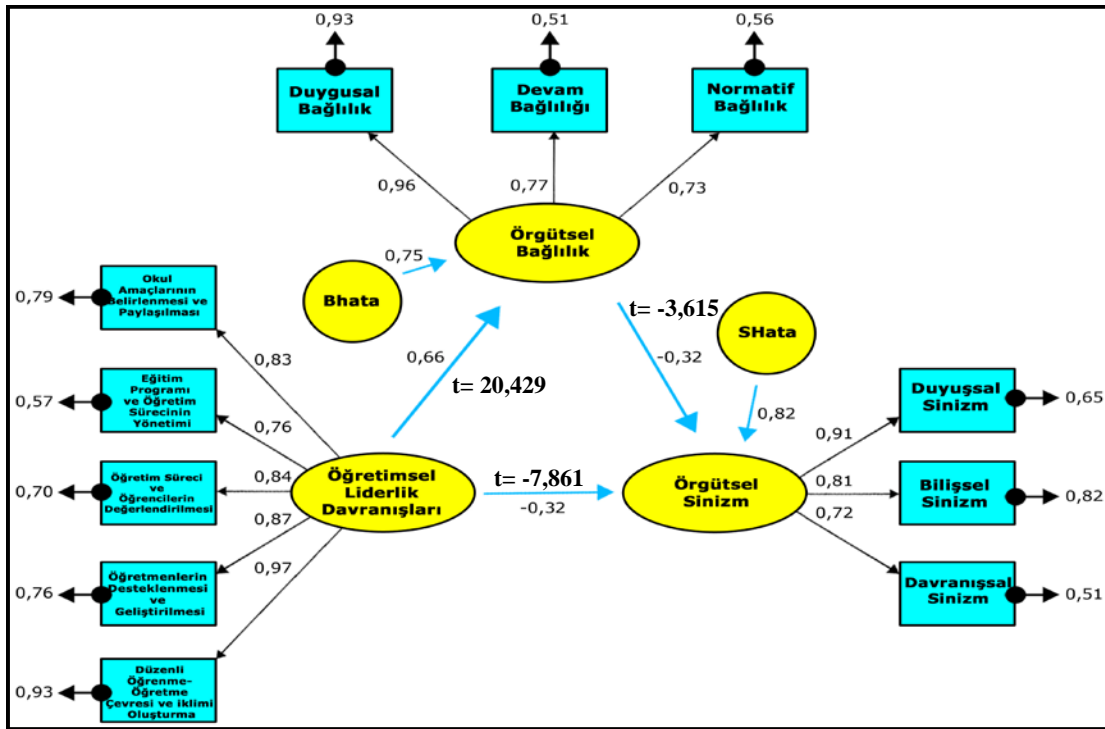 0,93
0,51
0,56
Duygusal
Bağlılık
Devam
Bağlılığı
Normatif
Bağlılık
0,96
0,77
0,73
Örgütsel
Bağlılık
0,75
Bhata
0,79
Okul
Amaçlarının
Belirlenmesi ve
Paylaşılması
t= -3,615
SHata
0,83
0,66
-0,32
t= 20,429
0,57
Eğitim
Programı
ve Öğretim
Sürecinin
Yönetimi
0,76
0,82
Duyuşsal
Sinizm
0,65
0,91
0,70
Öğretim Süreci
ve
Öğrencilerin
Değerlendirilmesi
0,84
Öğretimsel
Liderlik
Davranışları
t= -7,861
-0,32
Örgütsel
Sinizm
0,81
Bilişsel
Sinizm
0,82
0,72
0,87
0,97
0,76
Öğretmenlerin
Desteklenmesi
ve
Geliştirilmesi
Davranışsal
Sinizm
0,51
0,93
Düzenli
Öğrenme-
Öğretme
Çevresi ve iklimi
Oluşturma